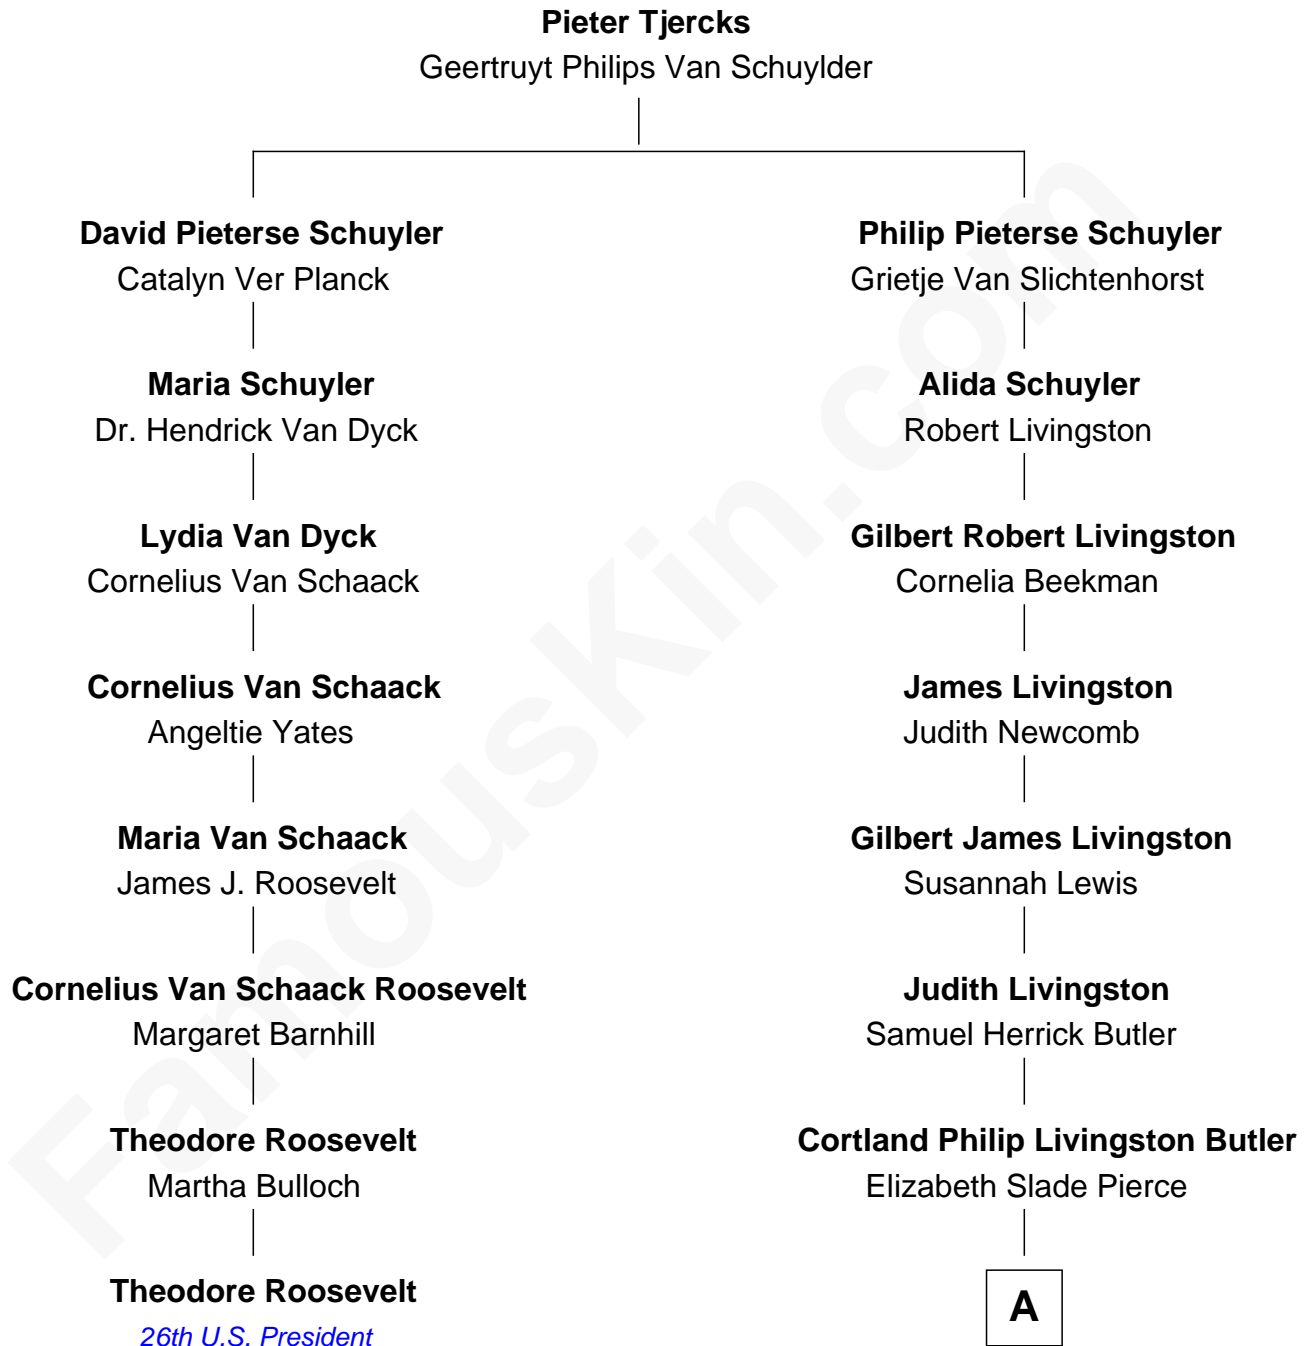 Pieter Tjercks
Geertruyt Philips Van Schuylder
David Pieterse Schuyler
Catalyn Ver Planck
Philip Pieterse Schuyler
Grietje Van Slichtenhorst
Maria Schuyler
Dr. Hendrick Van Dyck
Alida Schuyler
Robert Livingston
Lydia Van Dyck
Cornelius Van Schaack
Gilbert Robert Livingston
Cornelia Beekman
Cornelius Van Schaack
Angeltie Yates
James Livingston
Judith Newcomb
Maria Van Schaack
James J. Roosevelt
Gilbert James Livingston
Susannah Lewis
Cornelius Van Schaack Roosevelt
Margaret Barnhill
Judith Livingston
Samuel Herrick Butler
Theodore Roosevelt
Martha Bulloch
Cortland Philip Livingston Butler
Elizabeth Slade Pierce
Theodore Roosevelt
26th U.S. President
A
FamousKin.com